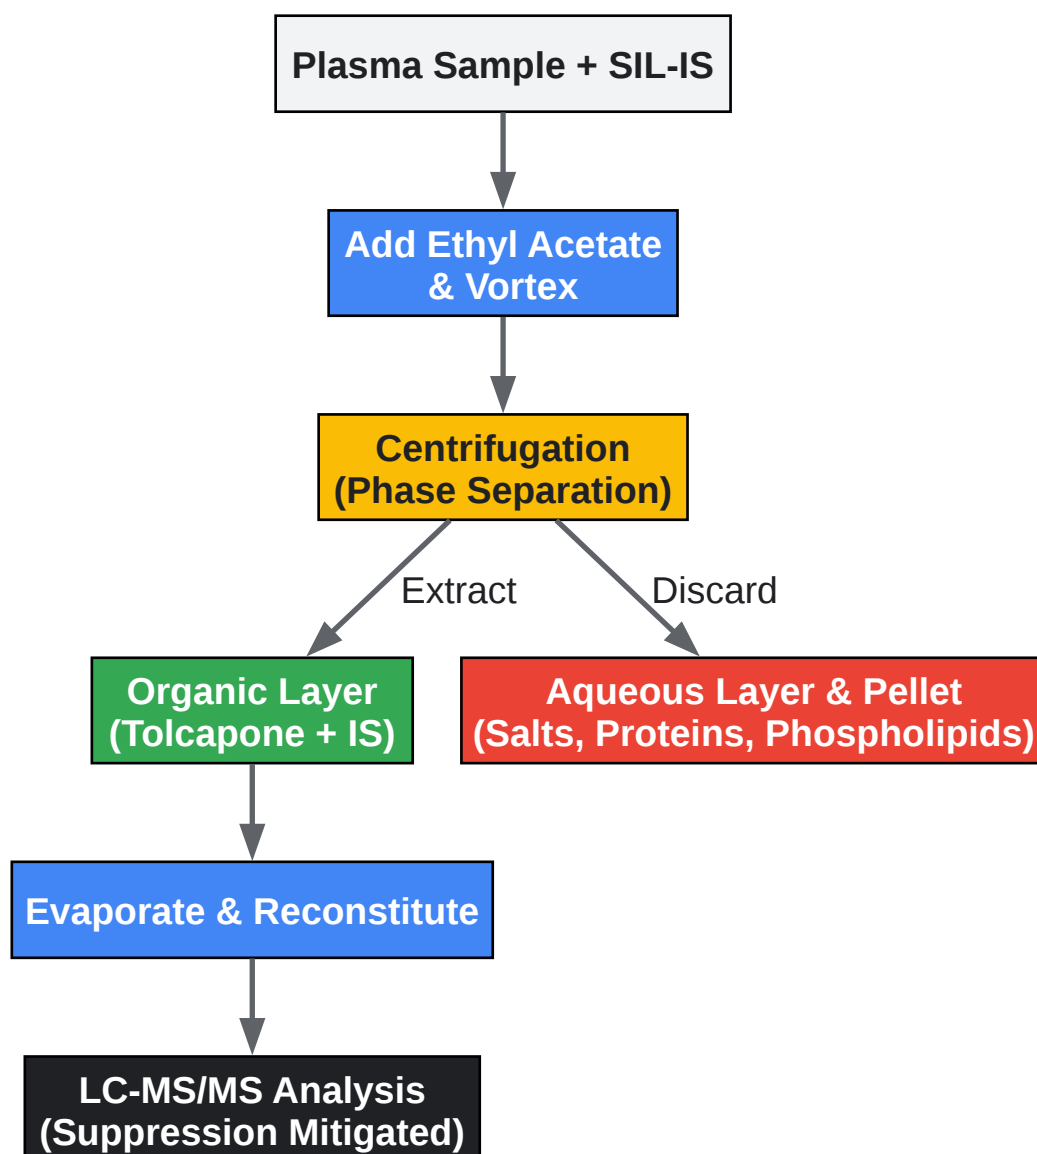 Plasma Sample + SIL-IS
Add Ethyl Acetate
& Vortex
Centrifugation
(Phase Separation)
Extract
Discard
Organic Layer
(Tolcapone + IS)
Aqueous Layer & Pellet
(Salts, Proteins, Phospholipids)
Evaporate & Reconstitute
LC-MS/MS Analysis
(Suppression Mitigated)